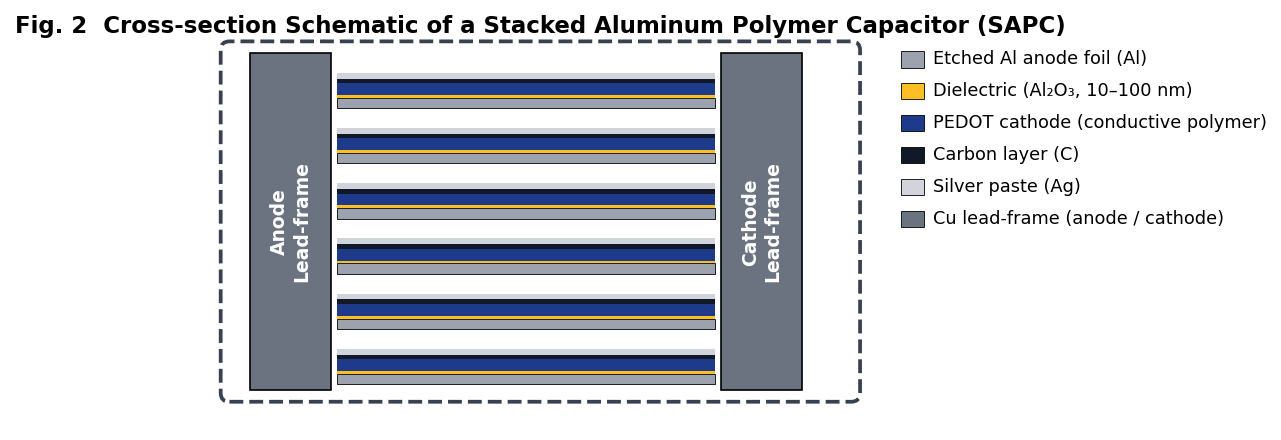 Fig. 2  Cross-section Schematic of a Stacked Aluminum Polymer Capacitor (SAPC)
Anode
Lead-frame
Cathode
Lead-frame
Etched Al anode foil (Al)
Dielectric (Al₂O₃, 10–100 nm)
PEDOT cathode (conductive polymer)
Carbon layer (C)
Silver paste (Ag)
Cu lead-frame (anode / cathode)